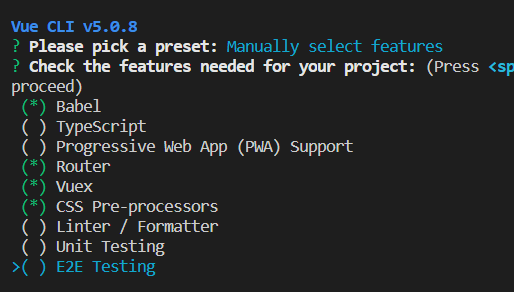 Vue CLI v5.0.8
? Please pick a preset: Manually select features
? Check the features needed for your project: (Press <sp
proceed)
(*) Babel
( ) TypeScript
( ) Progressive Web App (PWA) Support
(*) Router
(*) Vuex
(*) CSS Pre-processors
( ) Linter / Formatter
( ) Unit Testing
>( ) E2E Testing